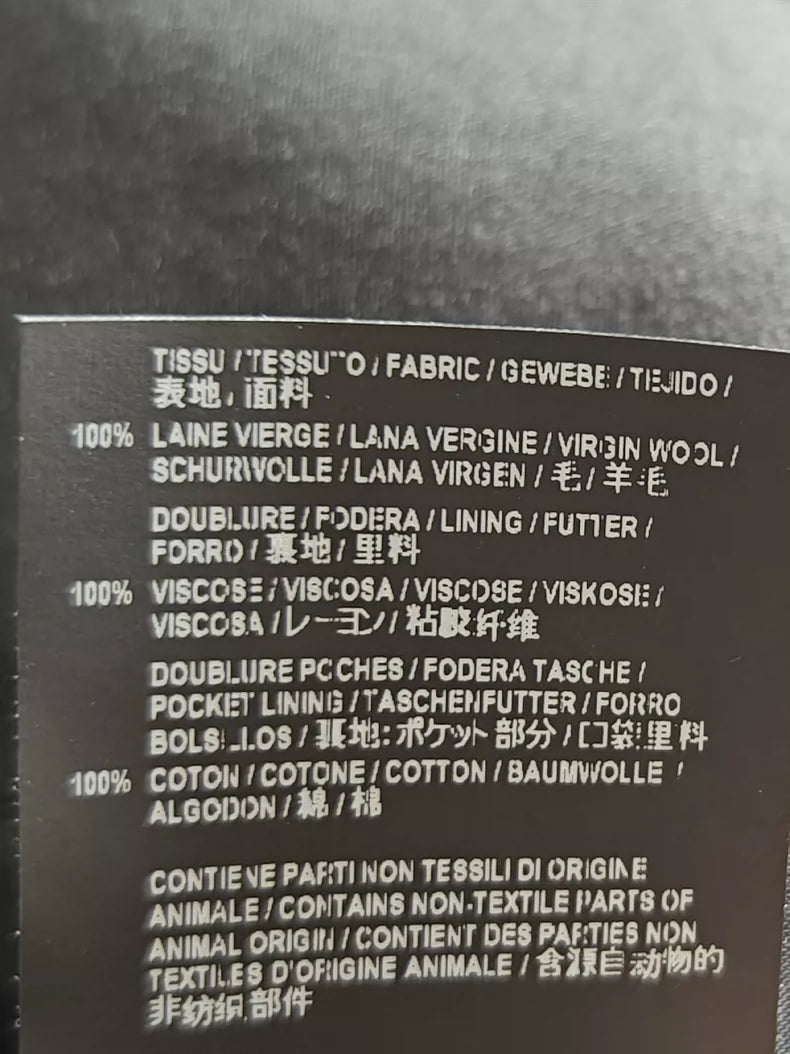 TISSU / TESSUTO / FABRIC / GEWEBE / TEJIDO /
表地 / 面料
100% LAINE VIERGE / LANA VERGINE / VIRGIN WOOL /
SCHURWOLLE / LANA VIRGEN / 毛 / 羊毛
DOUBLURE / FODERA / LINING / FUTTER /
FORRO / 裏地 / 里料
100% VISCOSE / VISCOSA / VISCOSE / VISKOSE /
VISCOSA / レーヨン / 粘胶纤维
DOUBLURE POCHES / FODERA TASCHE /
POCKET LINING / TASCHENFUTTER / FORRO
BOLSILLOS / 裏地:ポケット部分 / 口袋里料
100% COTON / COTONE / COTTON / BAUMWOLLE /
ALGODON / 綿 / 棉
CONTIENE PARTI NON TESSILI DI ORIGINE
ANIMALE / CONTAINS NON-TEXTILE PARTS OF
ANIMAL ORIGIN / CONTIENT DES PARTIES NON
TEXTILES D'ORIGINE ANIMALE / 含源自动物的
非纺织部件